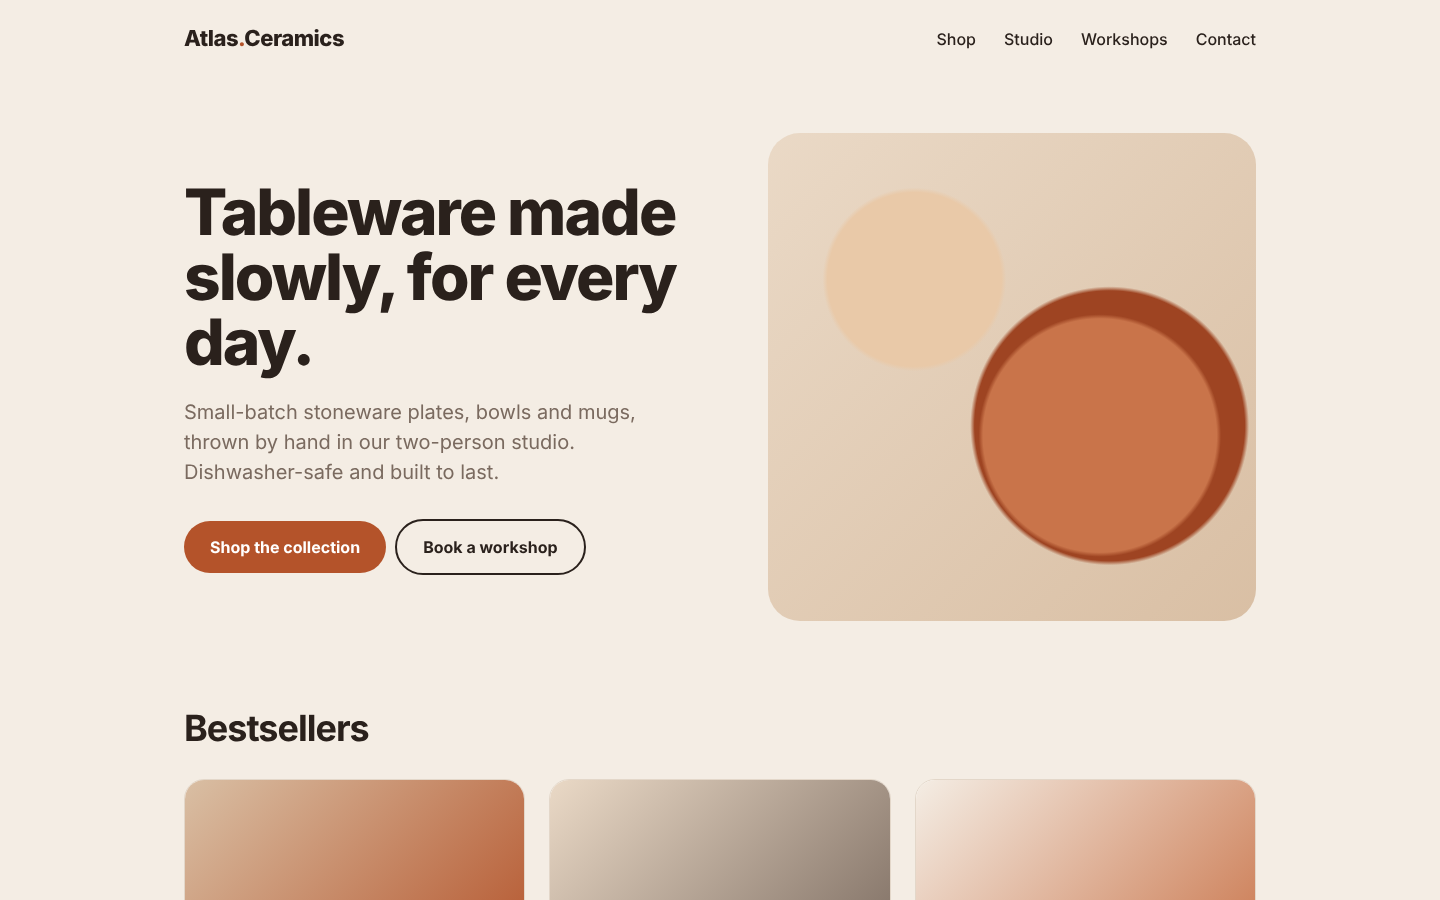 Atlas.Ceramics
Shop Studio Workshops Contact
Tableware made
slowly, for every
day.
Small-batch stoneware plates, bowls and mugs,
thrown by hand in our two-person studio.
Dishwasher-safe and built to last.
Shop the collection
Book a workshop
Bestsellers